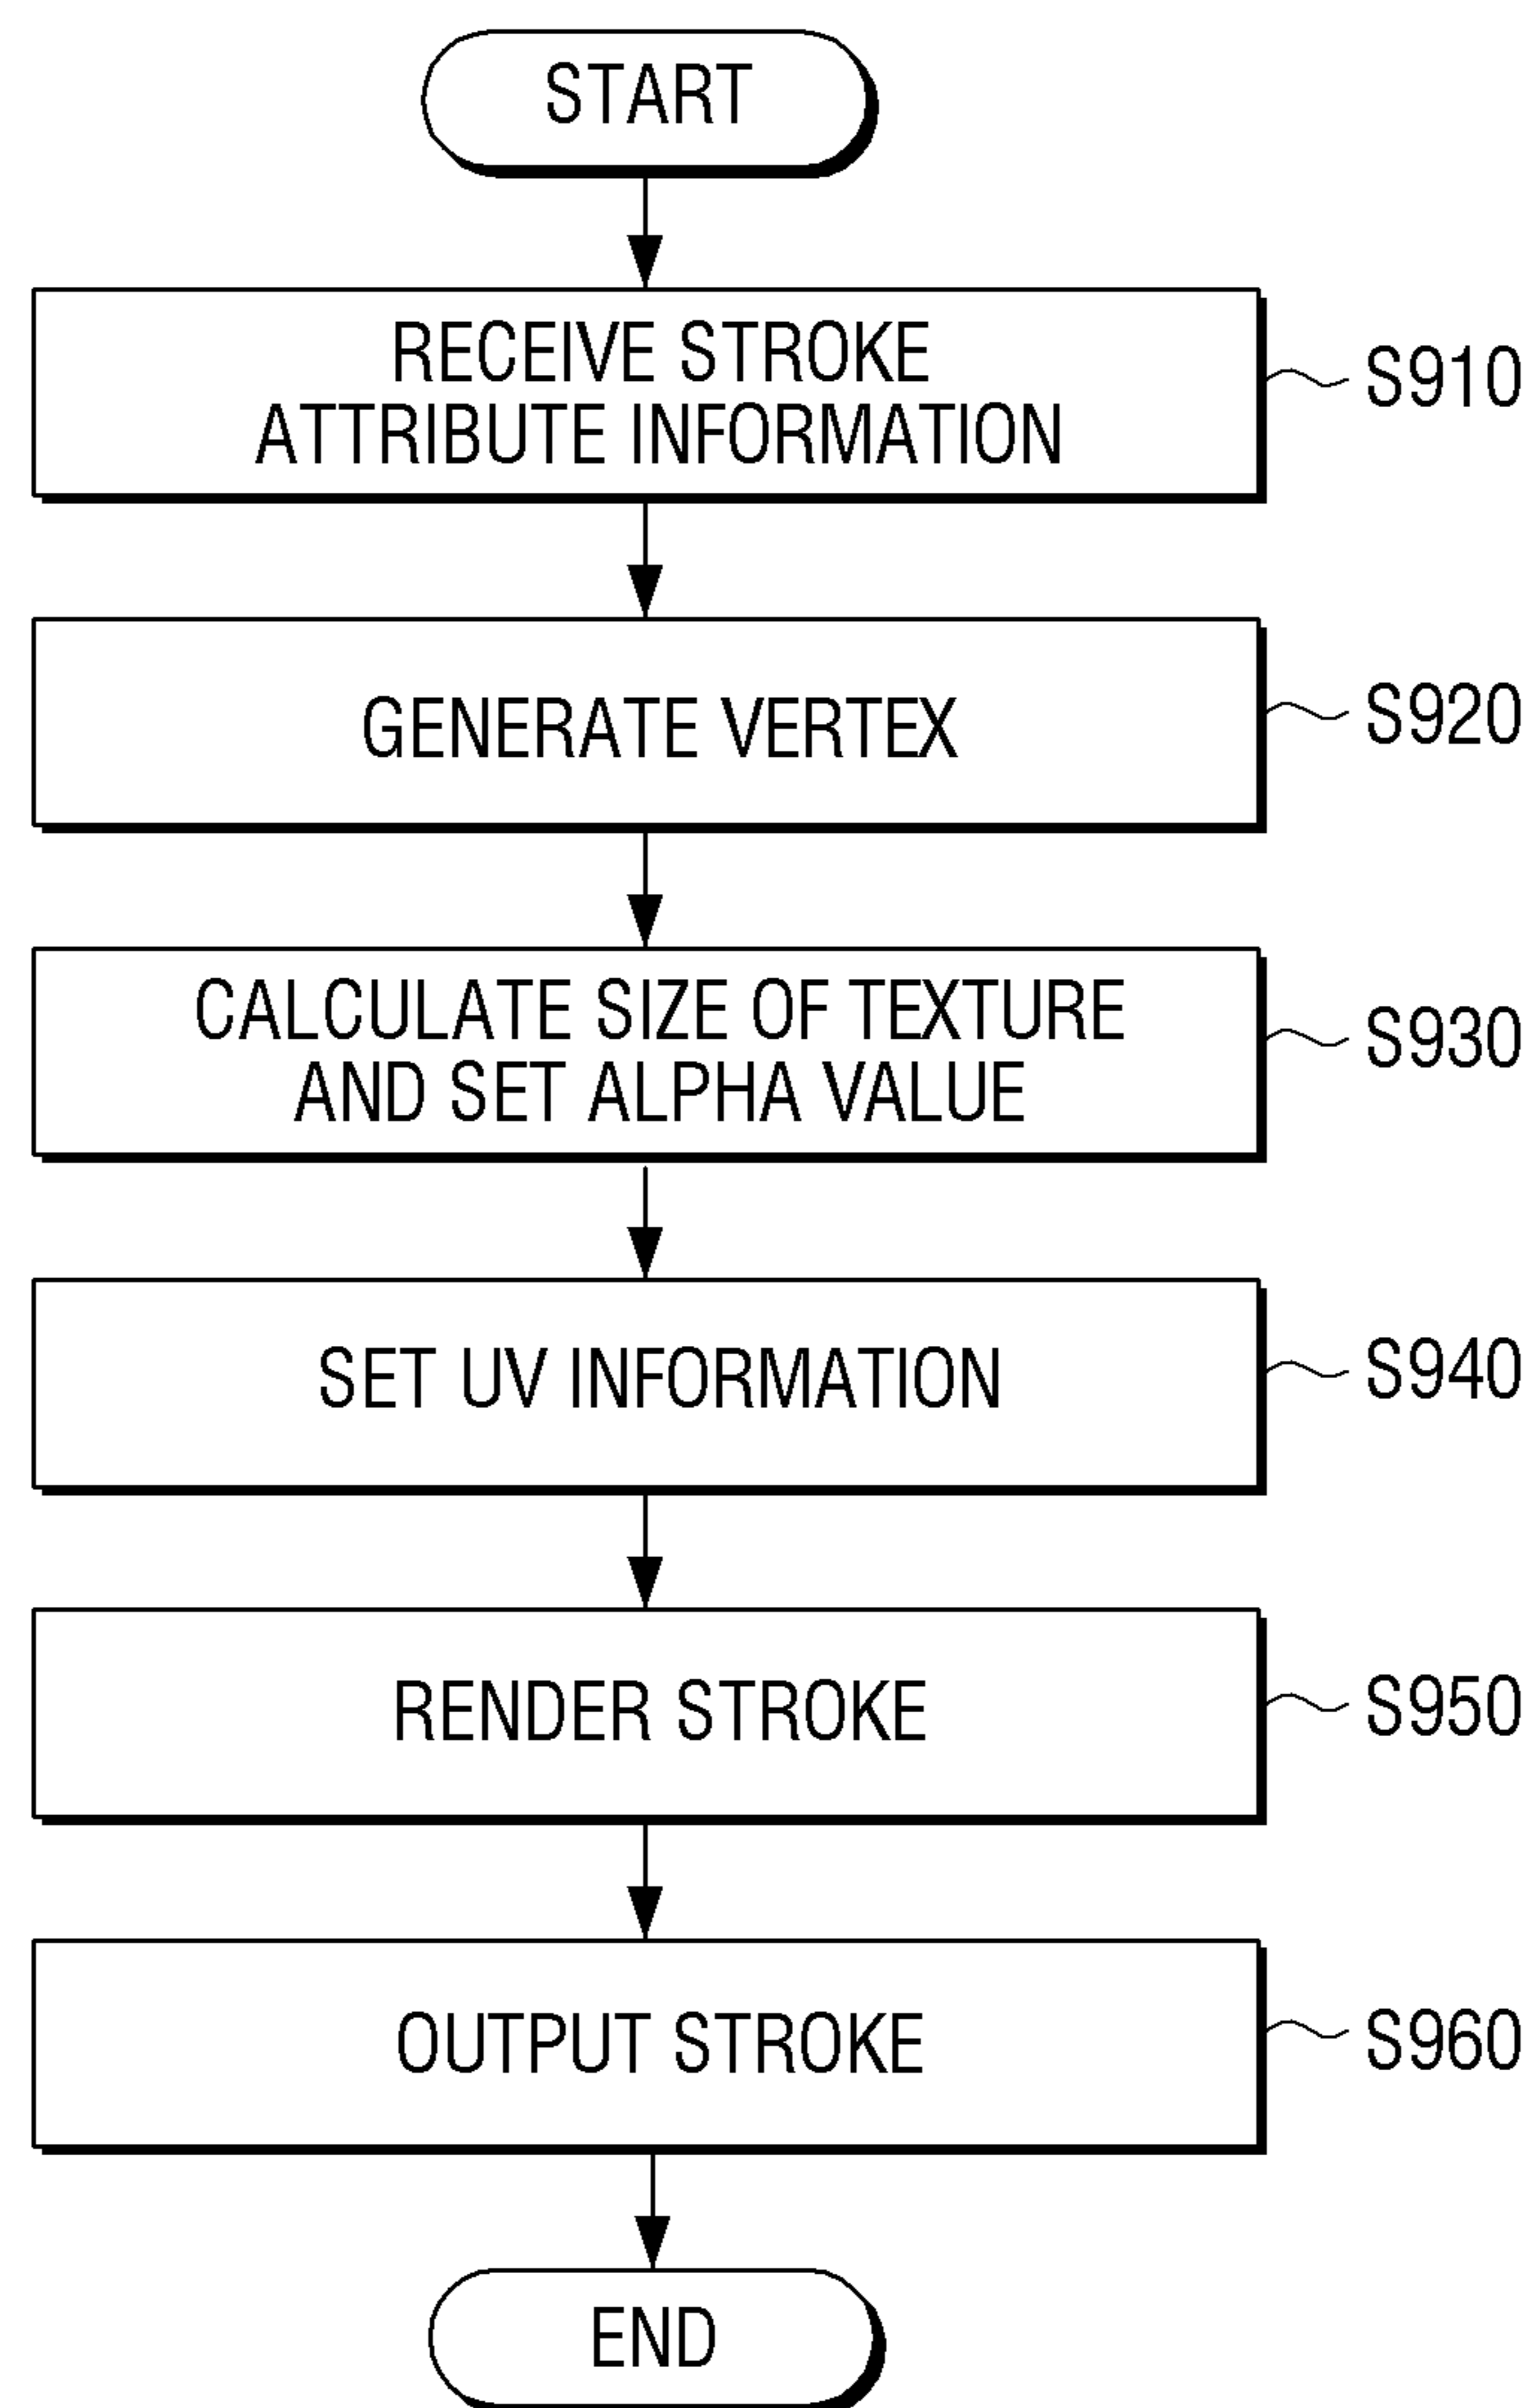 START
RECEIVE STROKE
ATTRIBUTE INFORMATION
S910
GENERATE VERTEX
S920
CALCULATE SIZE OF TEXTURE
AND SET ALPHA VALUE
S930
SET UV INFORMATION
S940
RENDER STROKE
S950
OUTPUT STROKE
S960
END